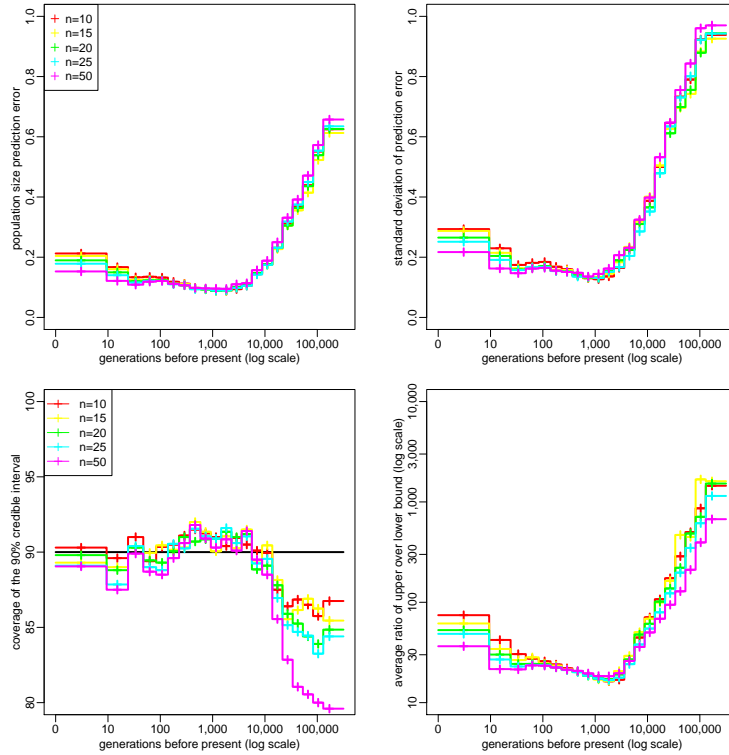 n=10
n=15
n=20
n=25
n=50
population size prediction error
0.0 0.2 0.4 0.6 0.8 1.0
0 10 100 1,000 10,000 100,000
generations before present (log scale)
standard deviation of prediction error
0.0 0.2 0.4 0.6 0.8 1.0
0 10 100 1,000 10,000 100,000
generations before present (log scale)
n=10
n=15
n=20
n=25
n=50
coverage of the 90% credible interval
80 85 90 95 100
0 10 100 1,000 10,000 100,000
generations before present (log scale)
average ratio of upper over lower bound (log scale)
10 30 100 300 1,000 3,000 10,000
0 10 100 1,000 10,000 100,000
generations before present (log scale)